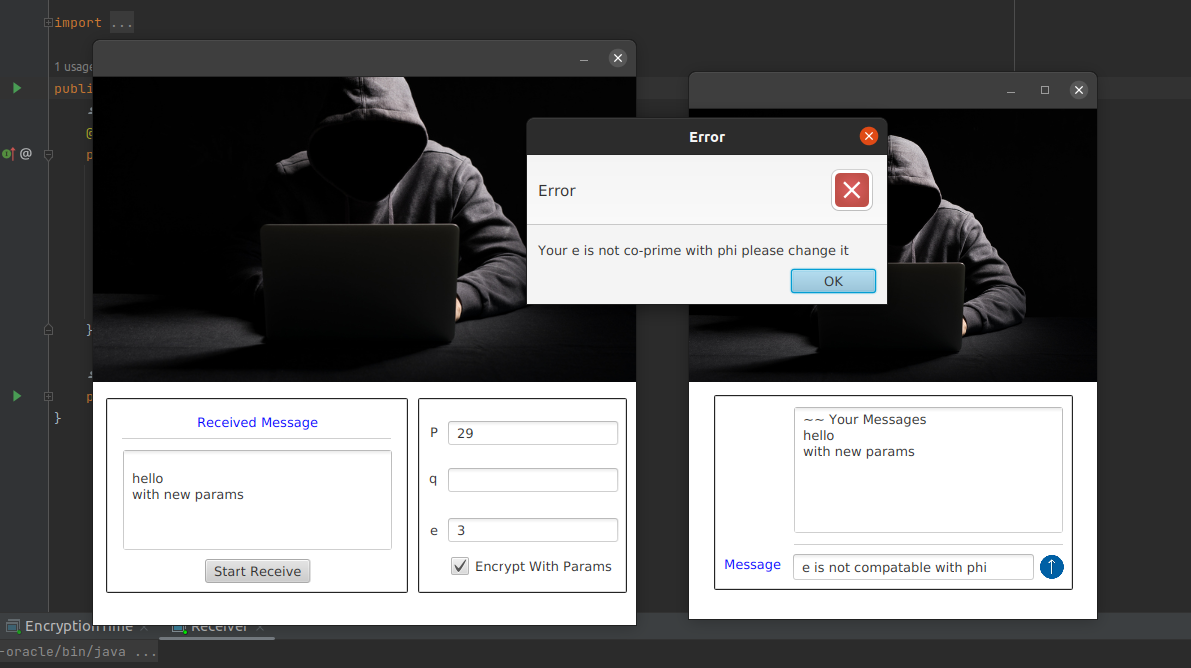 import ...
1 usage
publi
@
@
p
}
p
}
Error
Error
Your e is not co-prime with phi please change it
OK
Received Message
hello
with new params
Start Receive
P 29
q
e 3
Encrypt With Params
~~ Your Messages
hello
with new params
Message e is not compatable with phi
EncryptionTime
Receiver
-oracle/bin/java ...